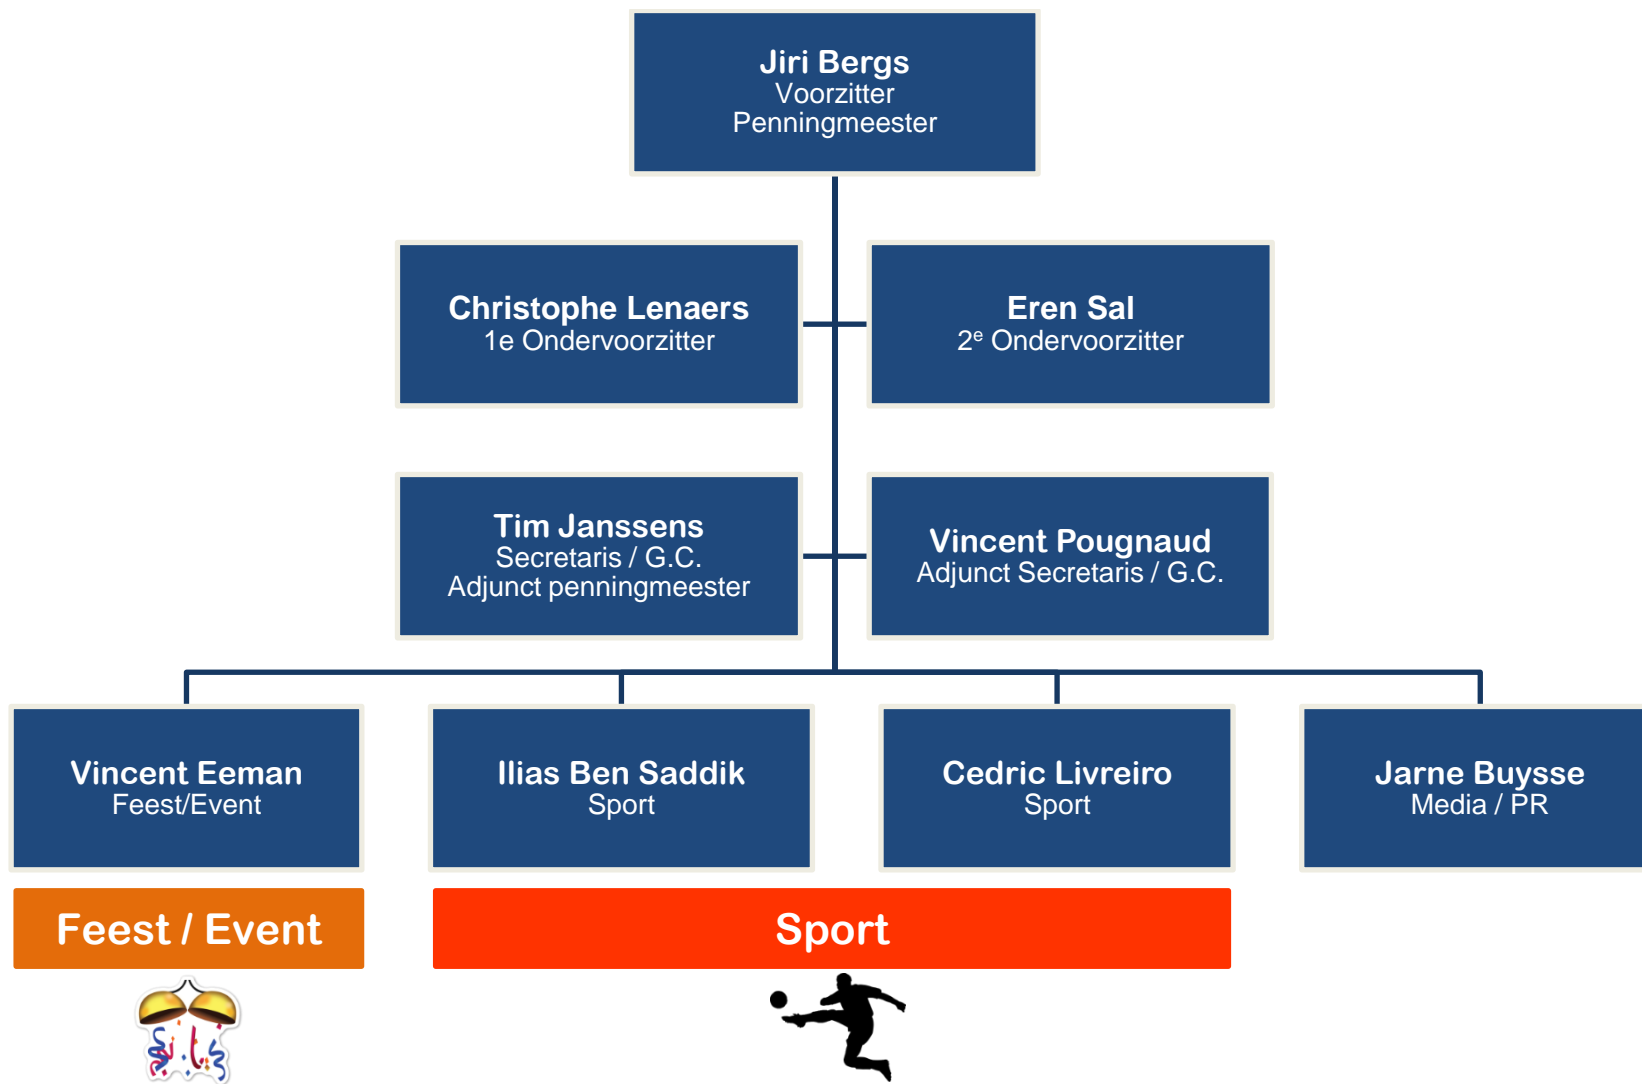 Jiri Bergs
Voorzitter
Penningmeester
Christophe Lenaers
1e Ondervoorzitter
Eren Sal
2e Ondervoorzitter
Tim Janssens
Secretaris / G.C.
Adjunct penningmeester
Vincent Pougnaud
Adjunct Secretaris / G.C.
Vincent Eeman
Feest/Event
Ilias Ben Saddik
Sport
Cedric Livreiro
Sport
Jarne Buysse
Media / PR
Feest / Event
Sport